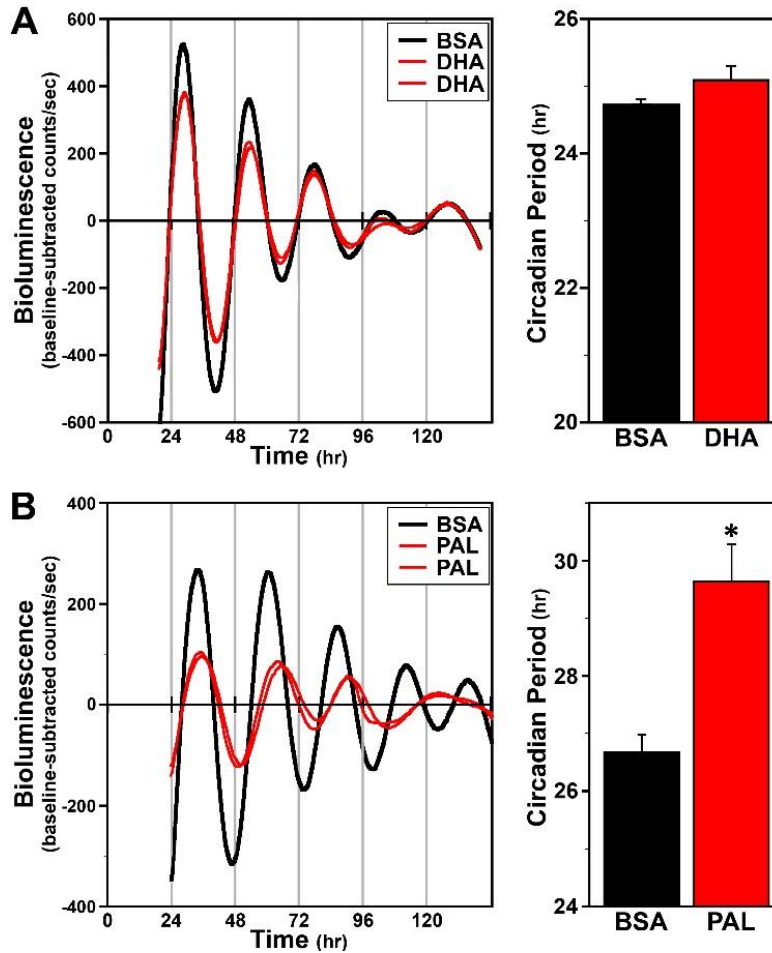 A
Bioluminescence
(baseline-subtracted counts/sec)
600
400
200
0
-200
-400
-600
BSA
DHA
DHA
0 24 48 72 96 120
Time (hr)
Circadian Period (hr)
26
24
22
20
BSA DHA
B
Bioluminescence
(baseline-subtracted counts/sec)
400
200
0
-200
-400
BSA
PAL
PAL
0 24 48 72 96 120
Time (hr)
Circadian Period (hr)
30
28
26
24
*
BSA PAL